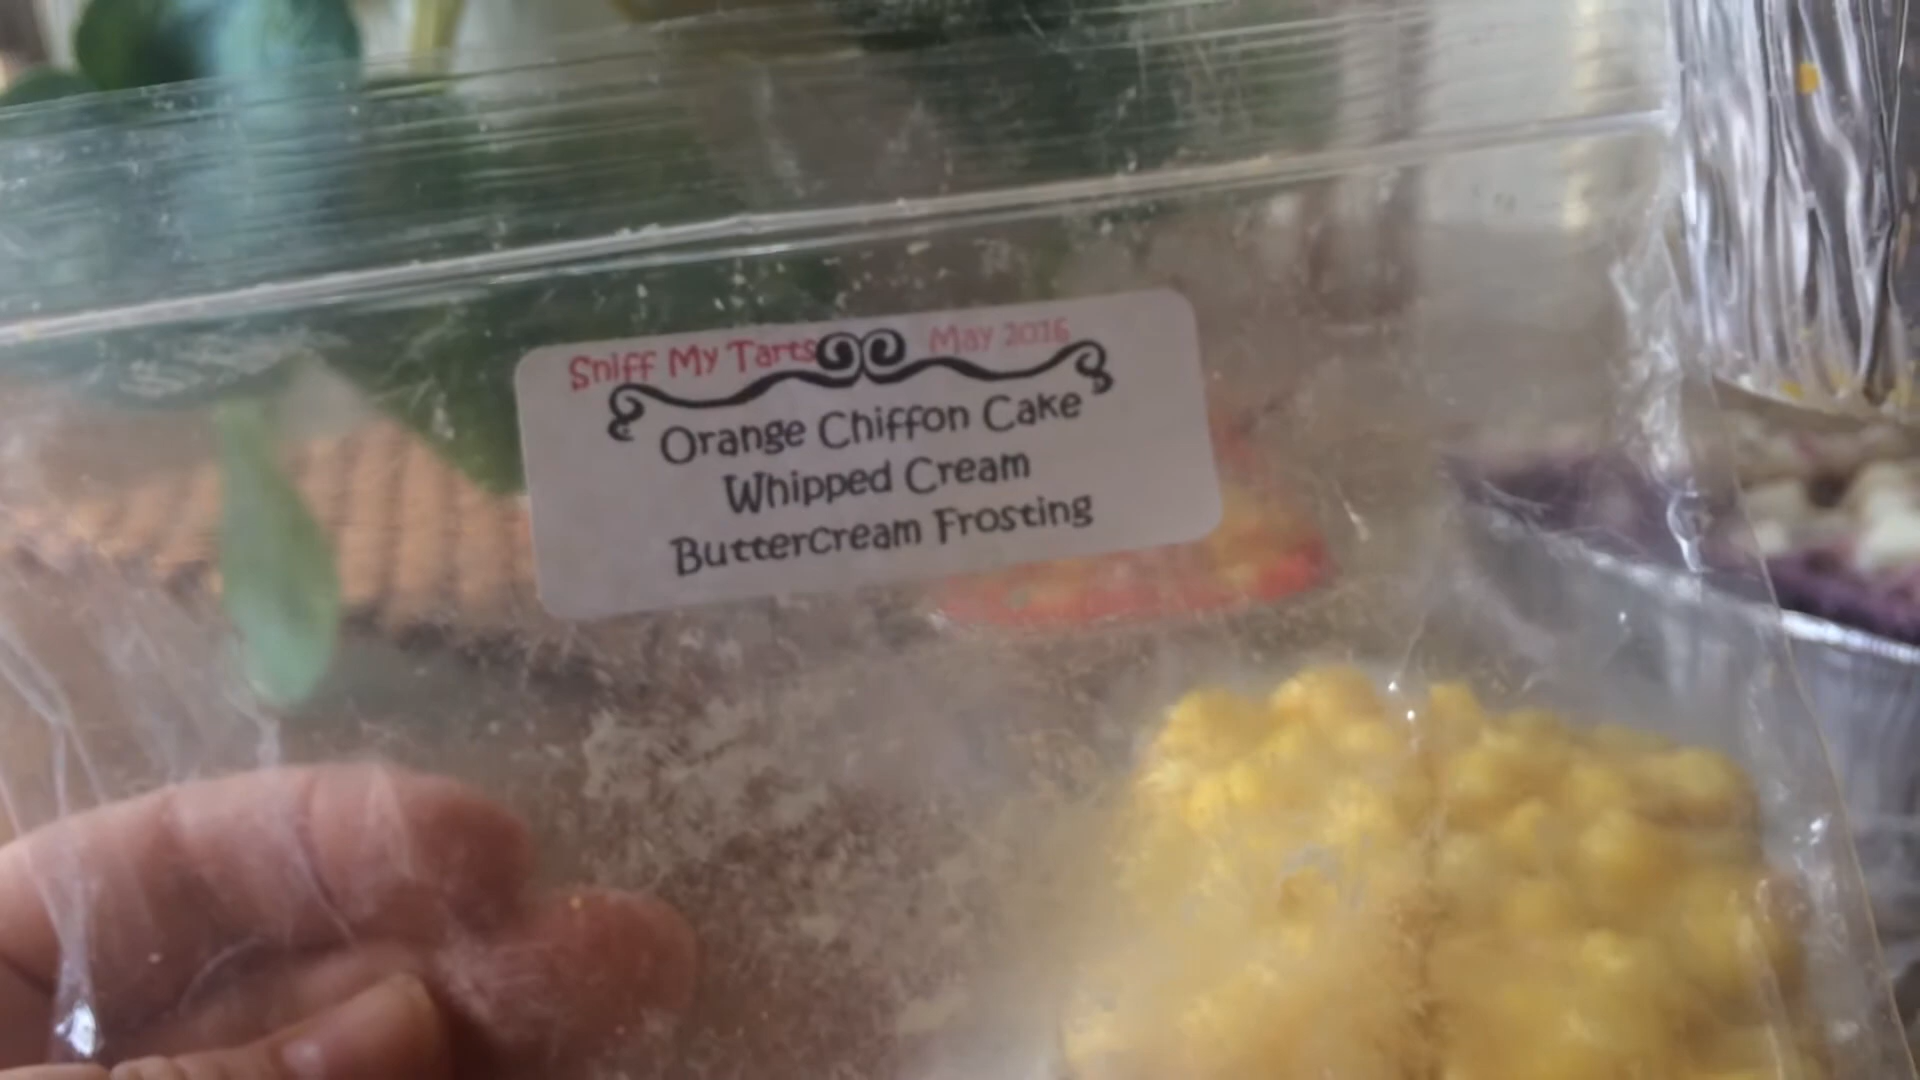 Sniff My Tarts May 2016
Orange Chiffon Cake
Whipped Cream
Buttercream Frosting